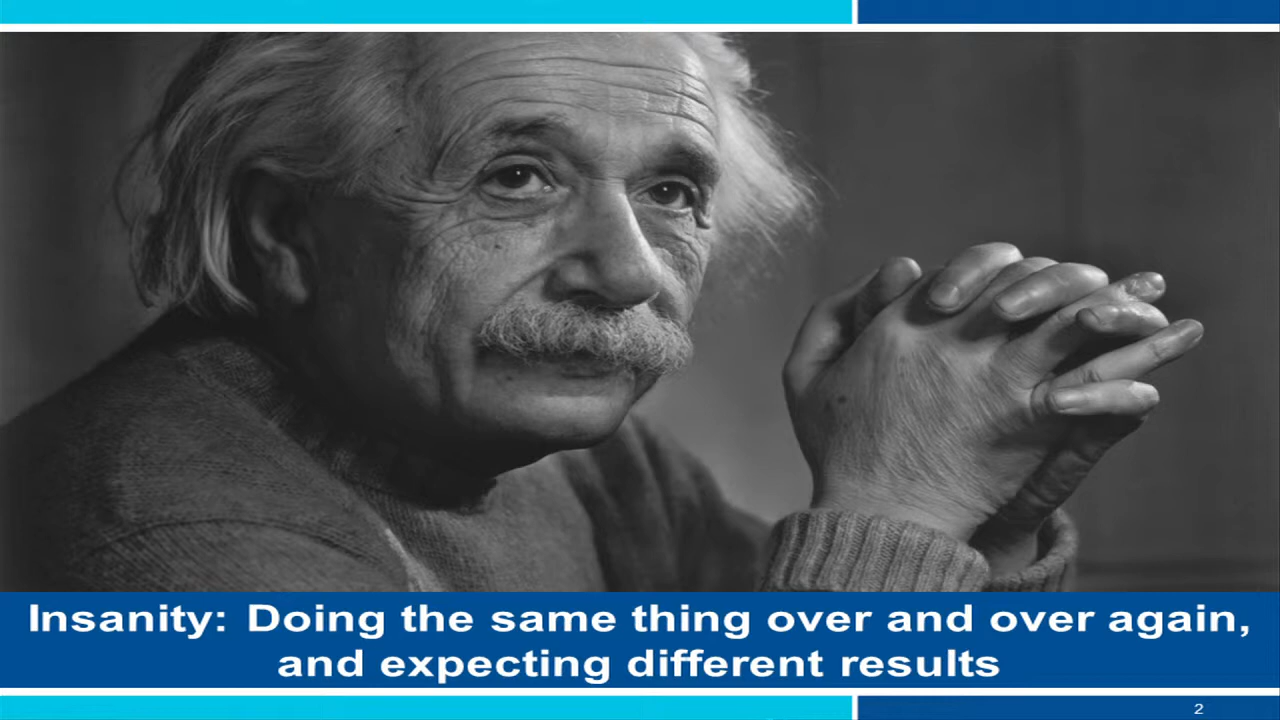 Insanity: Doing the same thing over and over again,
and expecting different results
2